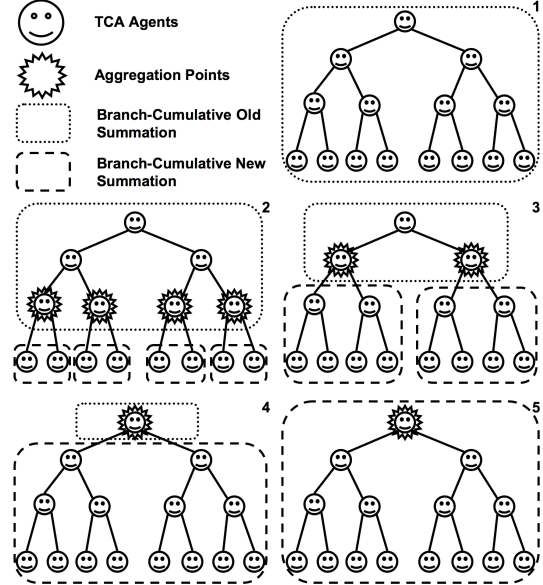 TCA Agents
Aggregation Points
Branch-Cumulative Old
Summation
Branch-Cumulative New
Summation
1
2
3
4
5